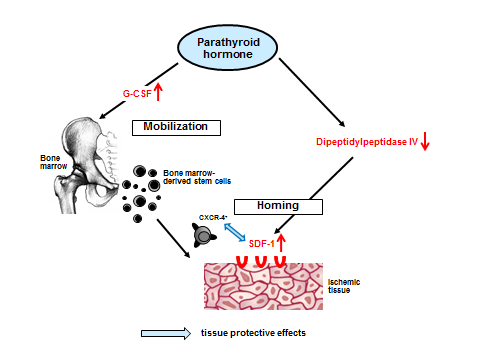 Parathyroid
hormone
G-CSF
Mobilization
Dipeptidylpeptidase IV
Bone
marrow
Bone marrow-
derived stem cells
Homing
CXCR-4+
SDF-1
Ischemic
tissue
tissue protective effects